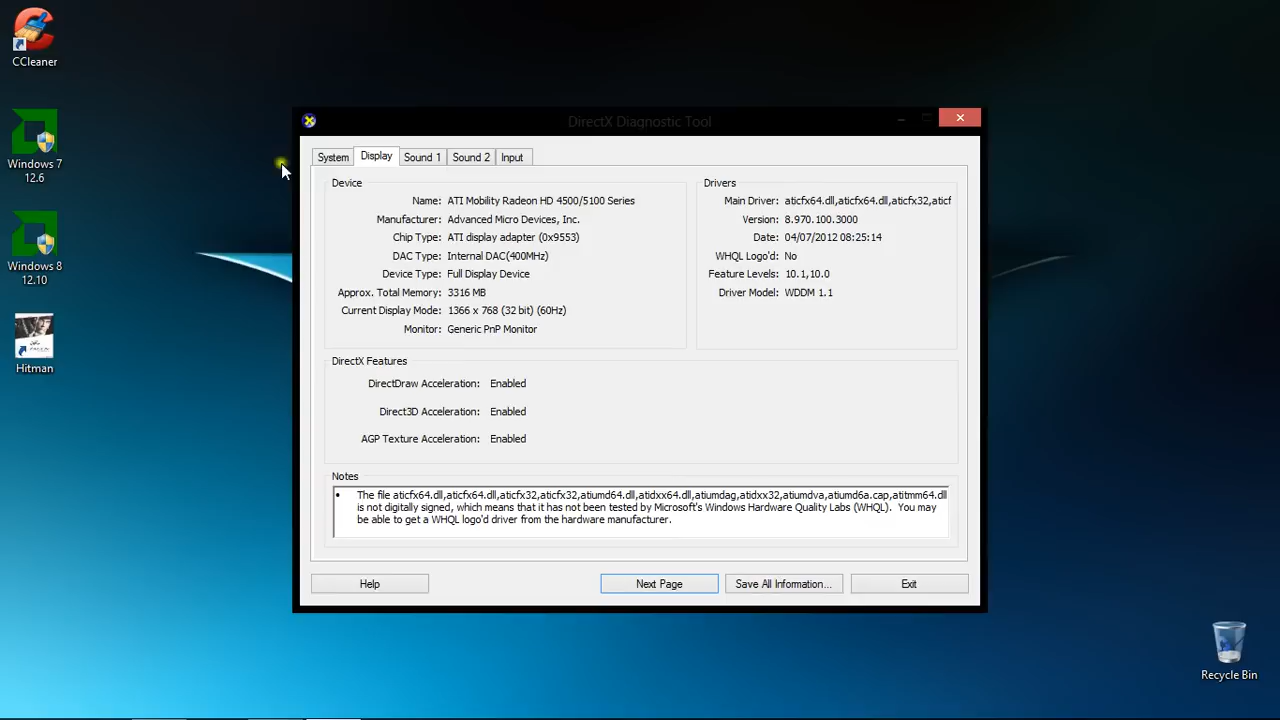 CCleaner
Windows 7
12.6
Windows 8
12.10
Hitman
Recycle Bin
DirectX Diagnostic Tool
System
Display
Sound 1
Sound 2
Input
Device
Name: ATI Mobility Radeon HD 4500/5100 Series
Manufacturer: Advanced Micro Devices, Inc.
Chip Type: ATI display adapter (0x9553)
DAC Type: Internal DAC(400MHz)
Device Type: Full Display Device
Approx. Total Memory: 3316 MB
Current Display Mode: 1366 x 768 (32 bit) (60Hz)
Monitor: Generic PnP Monitor
Drivers
Main Driver: aticfx64.dll,aticfx64.dll,aticfx32,aticf
Version: 8.970.100.3000
Date: 04/07/2012 08:25:14
WHQL Logo'd: No
Feature Levels: 10.1,10.0
Driver Model: WDDM 1.1
DirectX Features
DirectDraw Acceleration: Enabled
Direct3D Acceleration: Enabled
AGP Texture Acceleration: Enabled
Notes
• The file aticfx64.dll,aticfx64.dll,aticfx32,aticfx32,atiumd64.dll,atidxx64.dll,atiumdag,atidxx32,atiumdva,atiumd6a.cap,atitmm64.dll
is not digitally signed, which means that it has not been tested by Microsoft's Windows Hardware Quality Labs (WHQL). You may
be able to get a WHQL logo'd driver from the hardware manufacturer.
Help
Next Page
Save All Information...
Exit